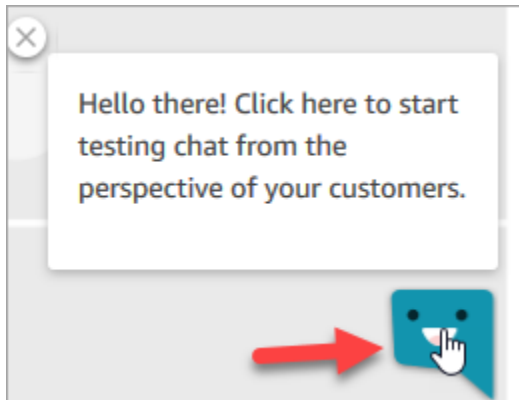 Hello there! Click here to start
testing chat from the
perspective of your customers.